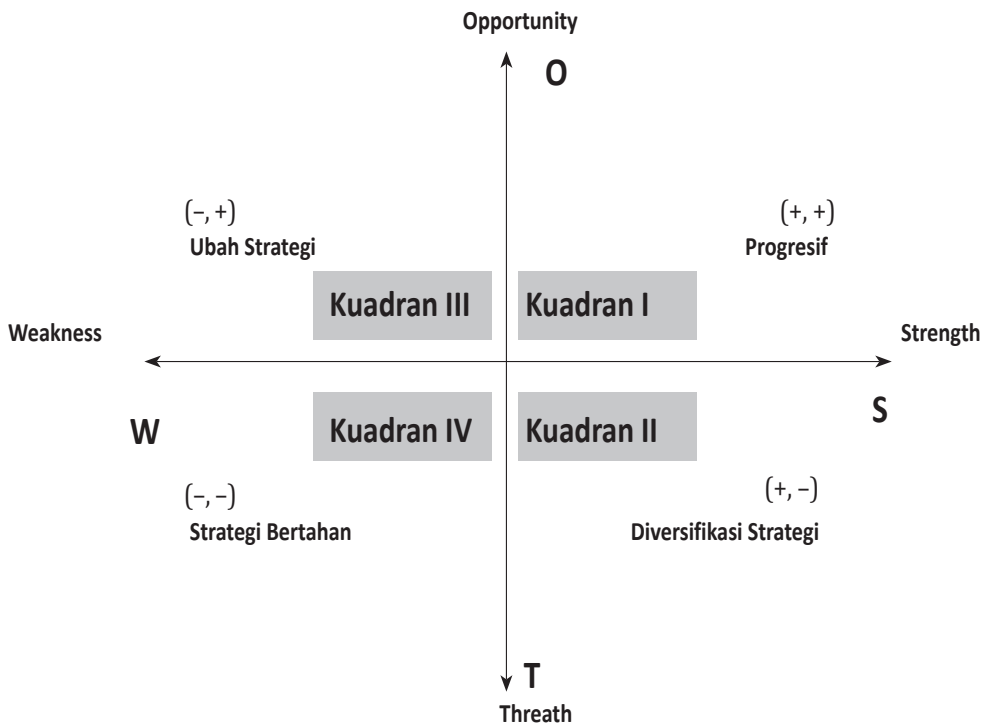 Opportunity
O
(–, +)
Ubah Strategi
(+, +)
Progresif
Kuadran III
Kuadran I
Weakness
Strength
W
Kuadran IV
Kuadran II
S
(–, –)
Strategi Bertahan
(+, –)
Diversifikasi Strategi
T
Threath